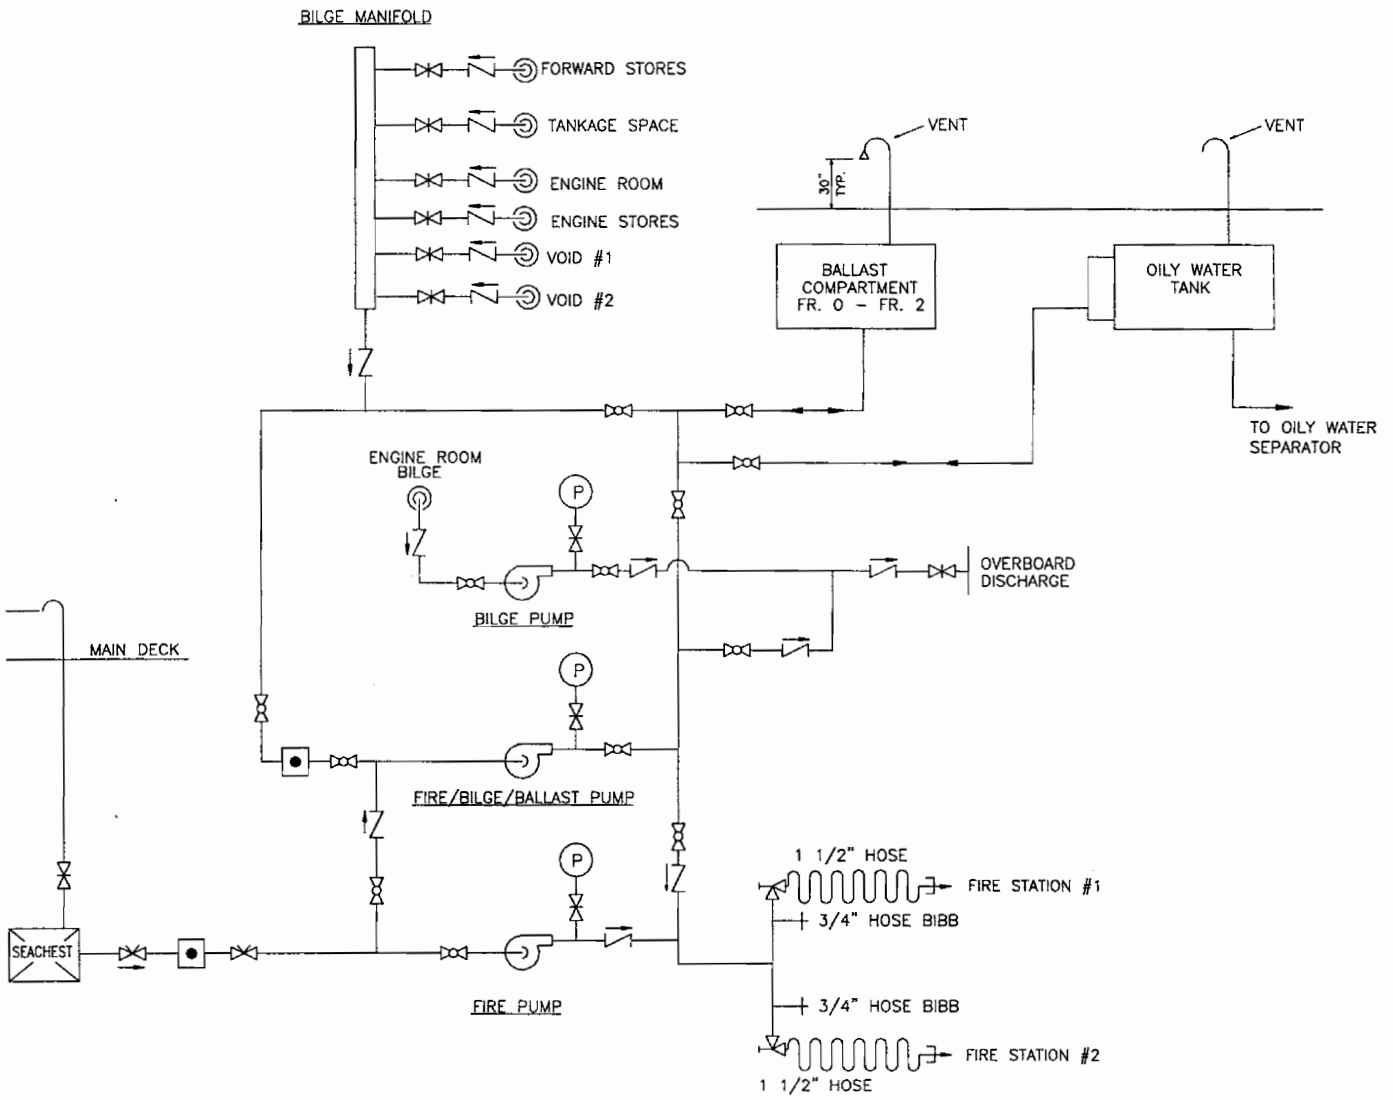 BILGE MANIFOLD
FORWARD STORES
TANKAGE SPACE
ENGINE ROOM
ENGINE STORES
VOID #1
VOID #2
VENT
VENT
30"
TYP.
BALLAST
COMPARTMENT
FR. 0 - FR. 2
OILY WATER
TANK
TO OILY WATER
SEPARATOR
ENGINE ROOM
BILGE
P
BILGE PUMP
OVERBOARD
DISCHARGE
MAIN DECK
P
FIRE/BILGE/BALLAST PUMP
P
SEACHEST
FIRE PUMP
1 1/2" HOSE
FIRE STATION #1
3/4" HOSE BIBB
3/4" HOSE BIBB
FIRE STATION #2
1 1/2" HOSE